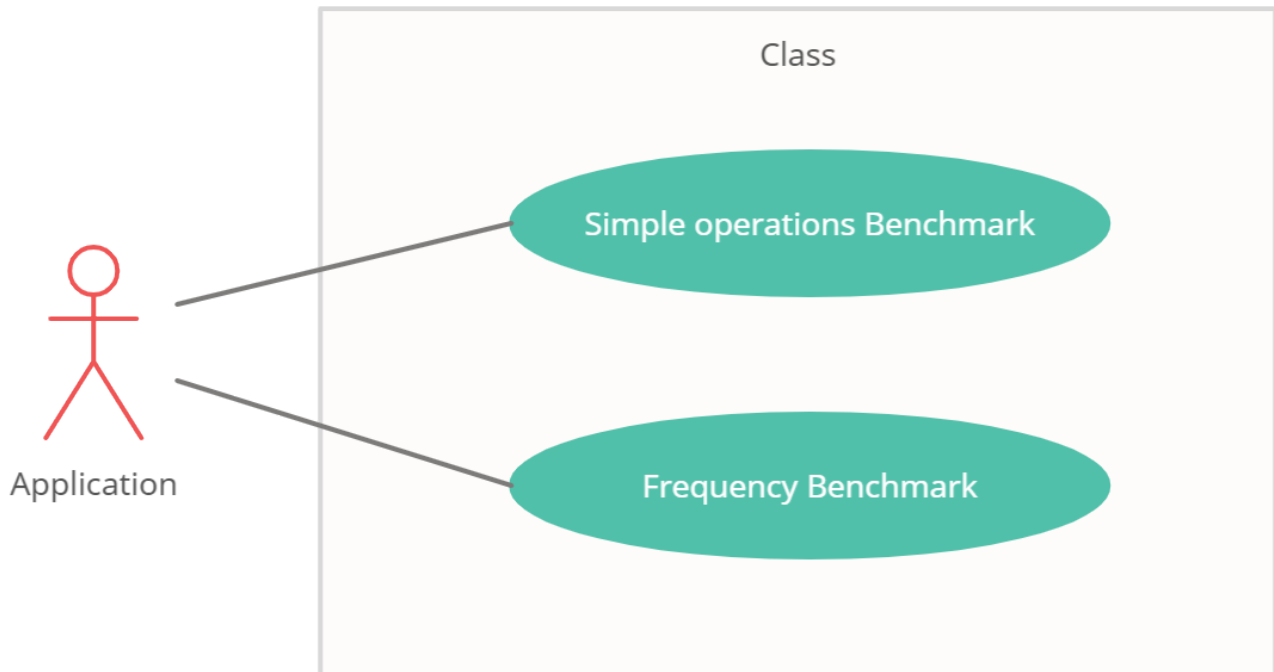 Class
Simple operations Benchmark
Application
Frequency Benchmark